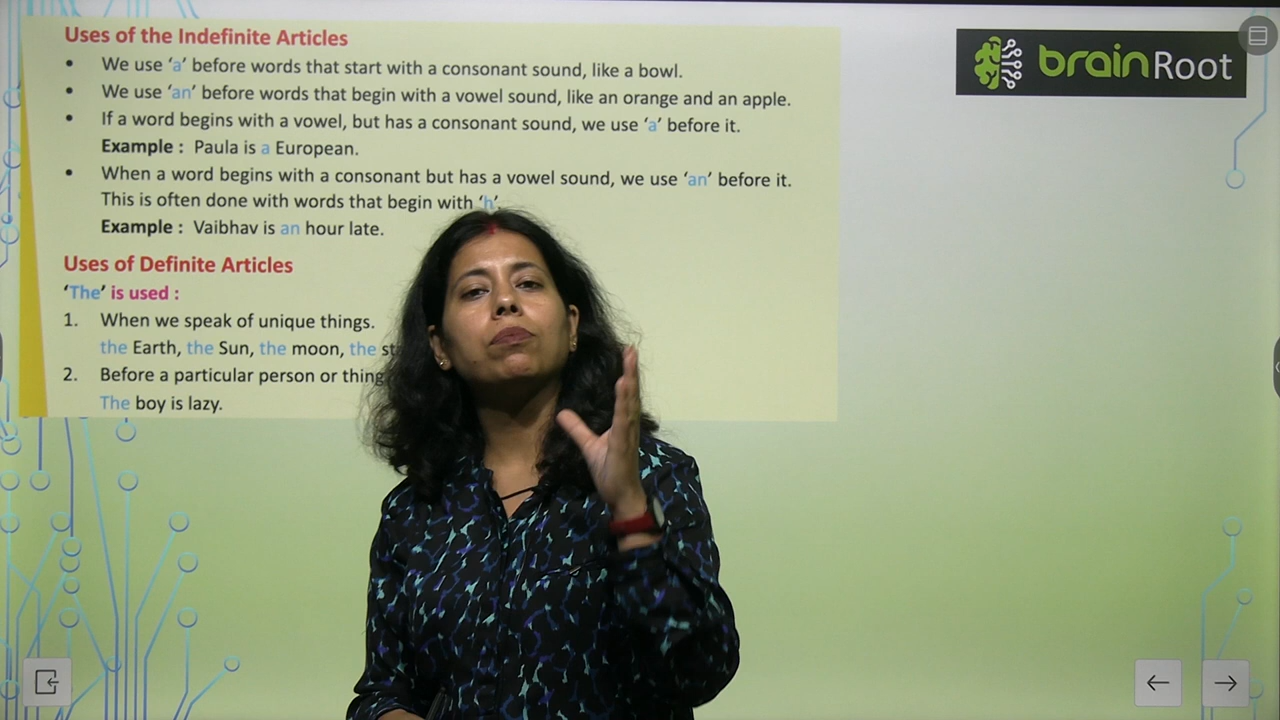 Uses of the Indefinite Articles
• We use ‘a’ before words that start with a consonant sound, like a bowl.
• We use ‘an’ before words that begin with a vowel sound, like an orange and an apple.
• If a word begins with a vowel, but has a consonant sound, we use ‘a’ before it.
Example : Paula is a European.
• When a word begins with a consonant but has a vowel sound, we use ‘an’ before it.
This is often done with words that begin with ‘h’.
Example : Vaibhav is an hour late.
Uses of Definite Articles
‘The’ is used :
1. When we speak of unique things.
the Earth, the Sun, the moon, the
2. Before a particular person or thing
The boy is lazy.
brainRoot